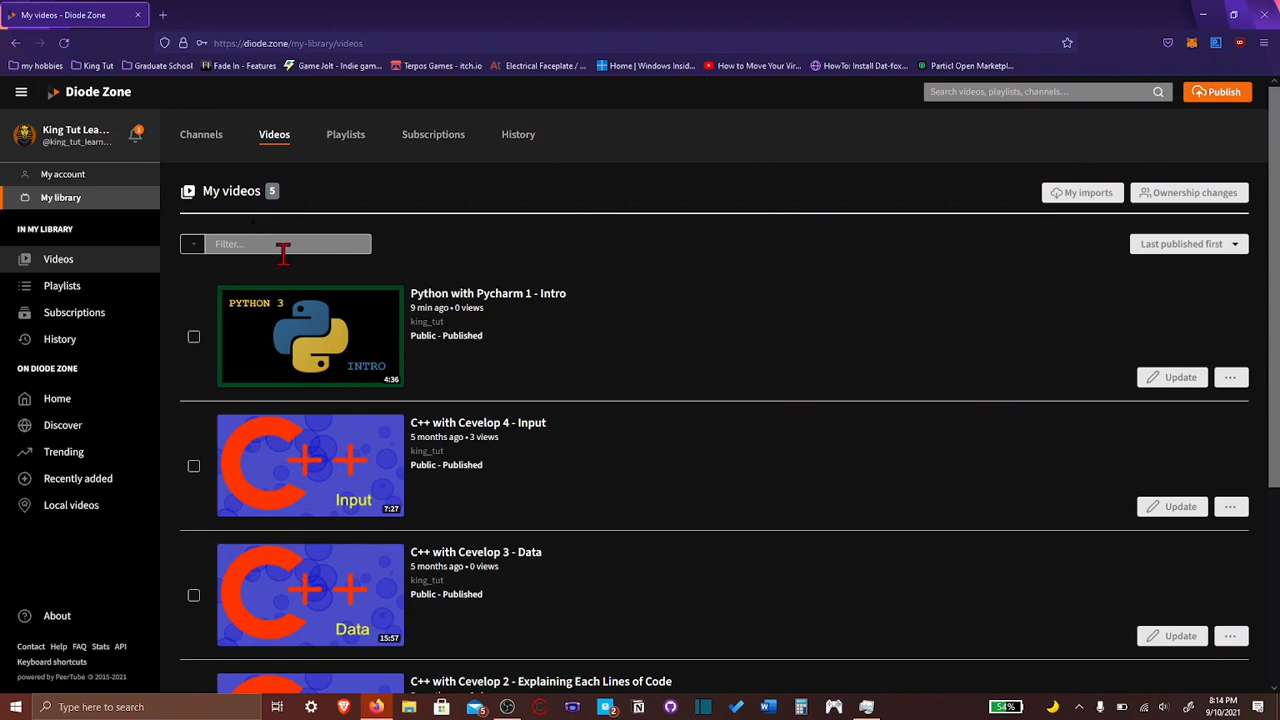 My videos - Diode Zone
https://diode.zone/my-library/videos
my hobbies
King Tut
Graduate School
Fade In - Features
Game Jolt - Indie gam...
Terpos Games - itch.io
Electrical Faceplate / ...
Home | Windows Insid...
How to Move Your Vir...
HowTo: Install Dat-fox...
Particl Open Marketpl...
Diode Zone
Search videos, playlists, channels...
Publish
King Tut Lea...
@king_tut_learn...
1
My account
My library
IN MY LIBRARY
Videos
Playlists
Subscriptions
History
ON DIODE ZONE
Home
Discover
Trending
Recently added
Local videos
About
Contact Help FAQ Stats API
Keyboard shortcuts
powered by PeerTube © 2015-2021
Channels
Videos
Playlists
Subscriptions
History
My videos 5
My imports
Ownership changes
Filter...
Last published first
PYTHON 3
INTRO
4:36
Python with Pycharm 1 - Intro
9 min ago • 0 views
king_tut
Public - Published
Update
C++
Input
7:27
C++ with Cevelop 4 - Input
5 months ago • 3 views
king_tut
Public - Published
Update
C++
Data
15:57
C++ with Cevelop 3 - Data
5 months ago • 0 views
king_tut
Public - Published
Update
C++ with Cevelop 2 - Explaining Each Lines of Code
Type here to search
5
2
54%
8:14 PM
9/10/2021